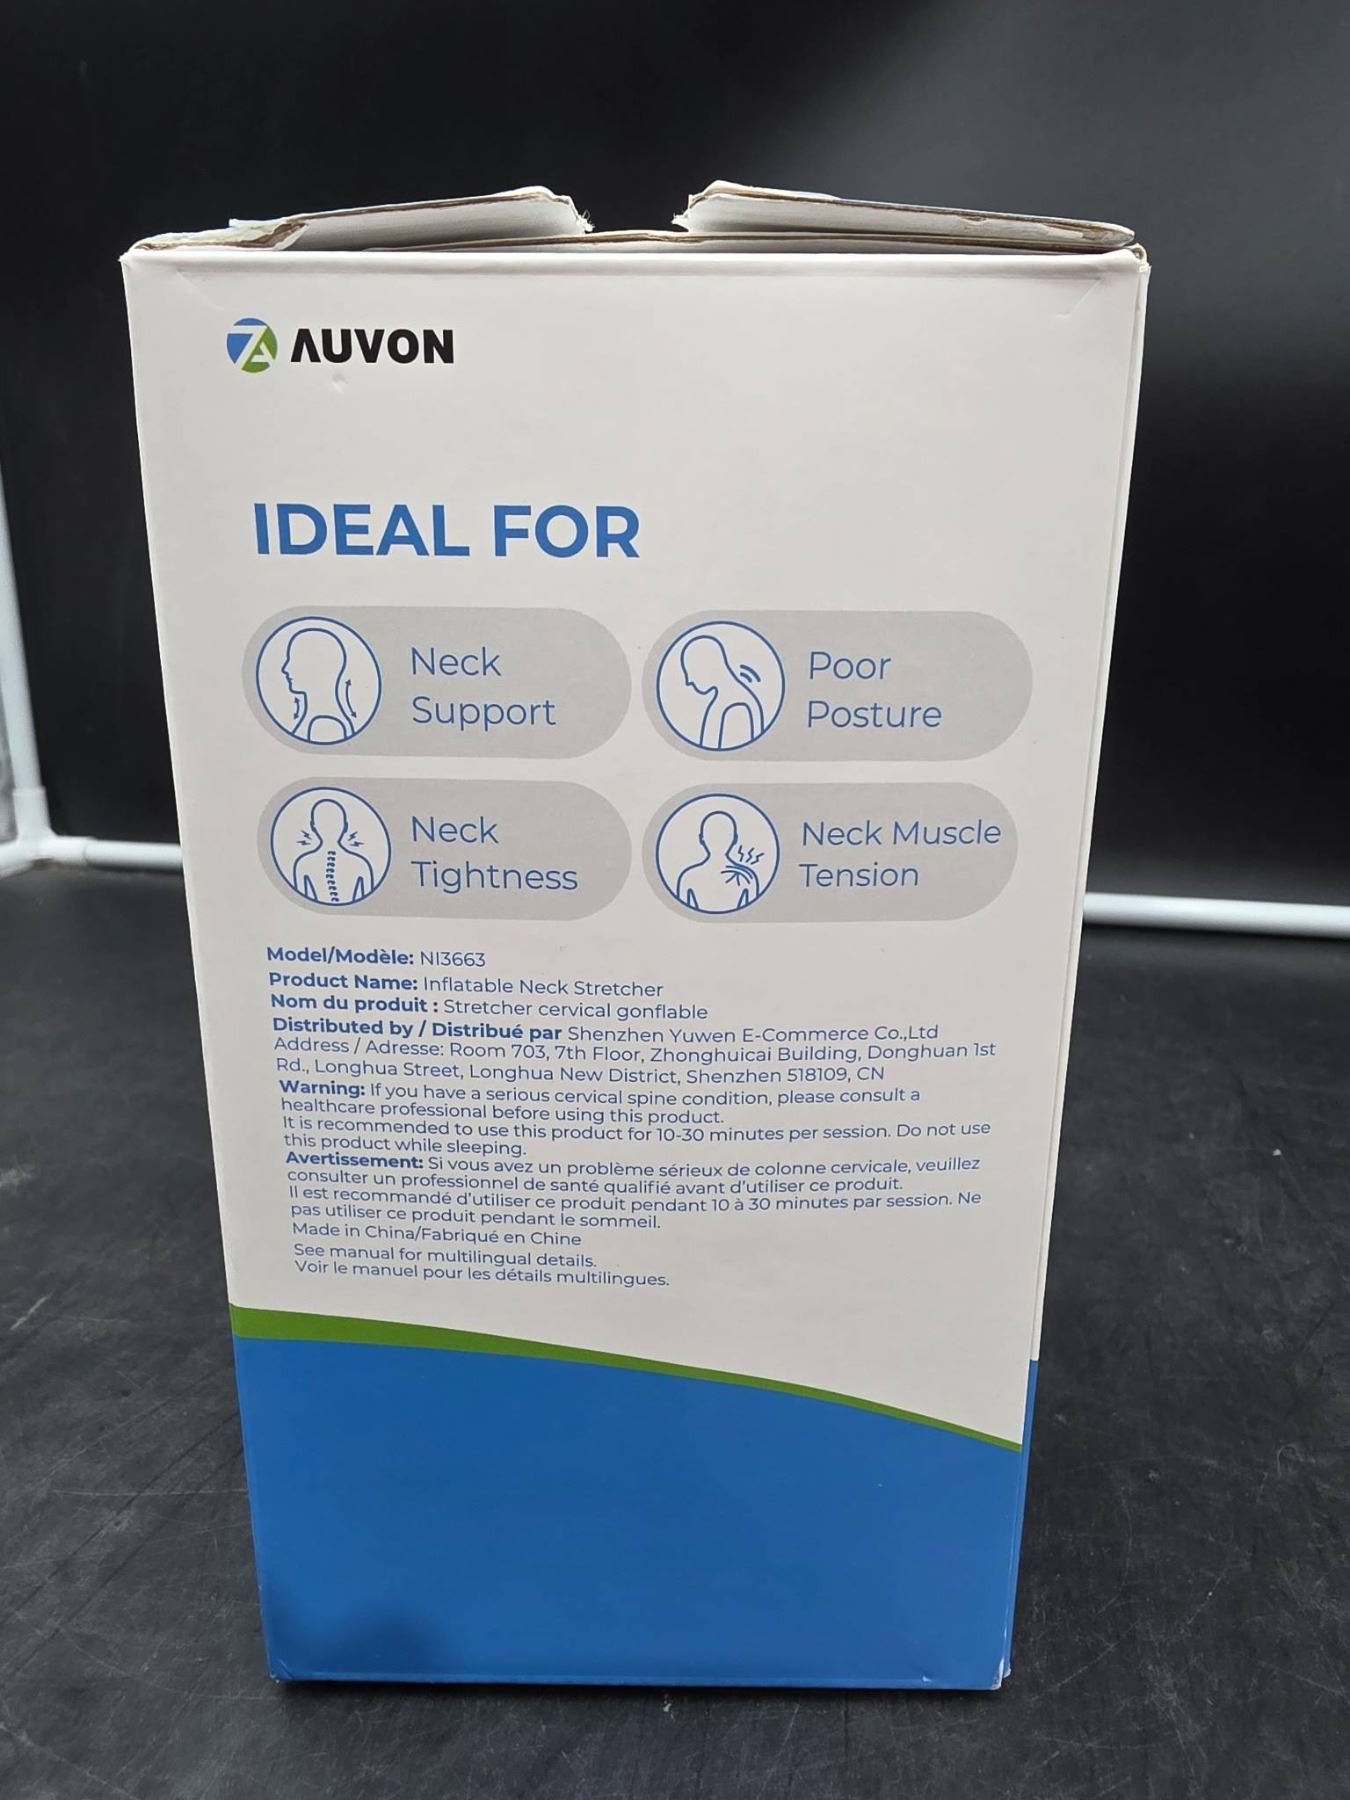 AUVON
IDEAL FOR
Neck
Support
Poor
Posture
Neck
Tightness
Neck Muscle
Tension
Model/Modèle: NI3663
Product Name: Inflatable Neck Stretcher
Nom du produit : Stretcher cervical gonflable
Distributed by / Distribué par Shenzhen Yuwen E-Commerce Co.,Ltd
Address / Adresse: Room 703, 7th Floor, Zhonghuicai Building, Donghuan 1st
Rd., Longhua Street, Longhua New District, Shenzhen 518109, CN
Warning: If you have a serious cervical spine condition, please consult a
healthcare professional before using this product.
It is recommended to use this product for 10-30 minutes per session. Do not use
this product while sleeping.
Avertissement: Si vous avez un problème sérieux de colonne cervicale, veuillez
consulter un professionnel de santé qualifié avant d'utiliser ce produit.
Il est recommandé d'utiliser ce produit pendant 10 à 30 minutes par session. Ne
pas utiliser ce produit pendant le sommeil.
Made in China/Fabriqué en Chine
See manual for multilingual details.
Voir le manuel pour les détails multilingues.